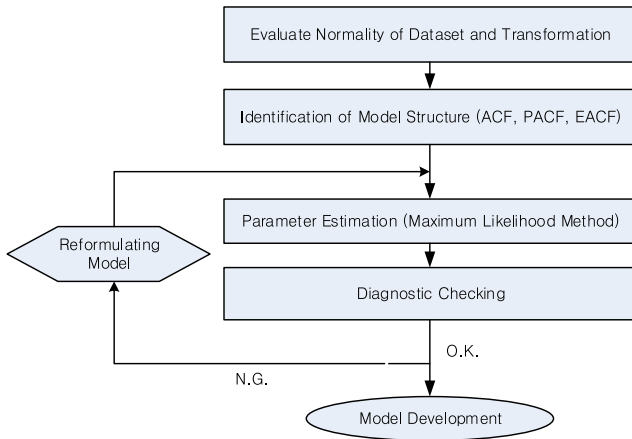 Evaluate Normality of Dataset and Transformation
Identification of Model Structure (ACF, PACF, EACF)
Parameter Estimation (Maximum Likelihood Method)
Reformulating
Model
Diagnostic Checking
O.K.
N.G.
Model Development